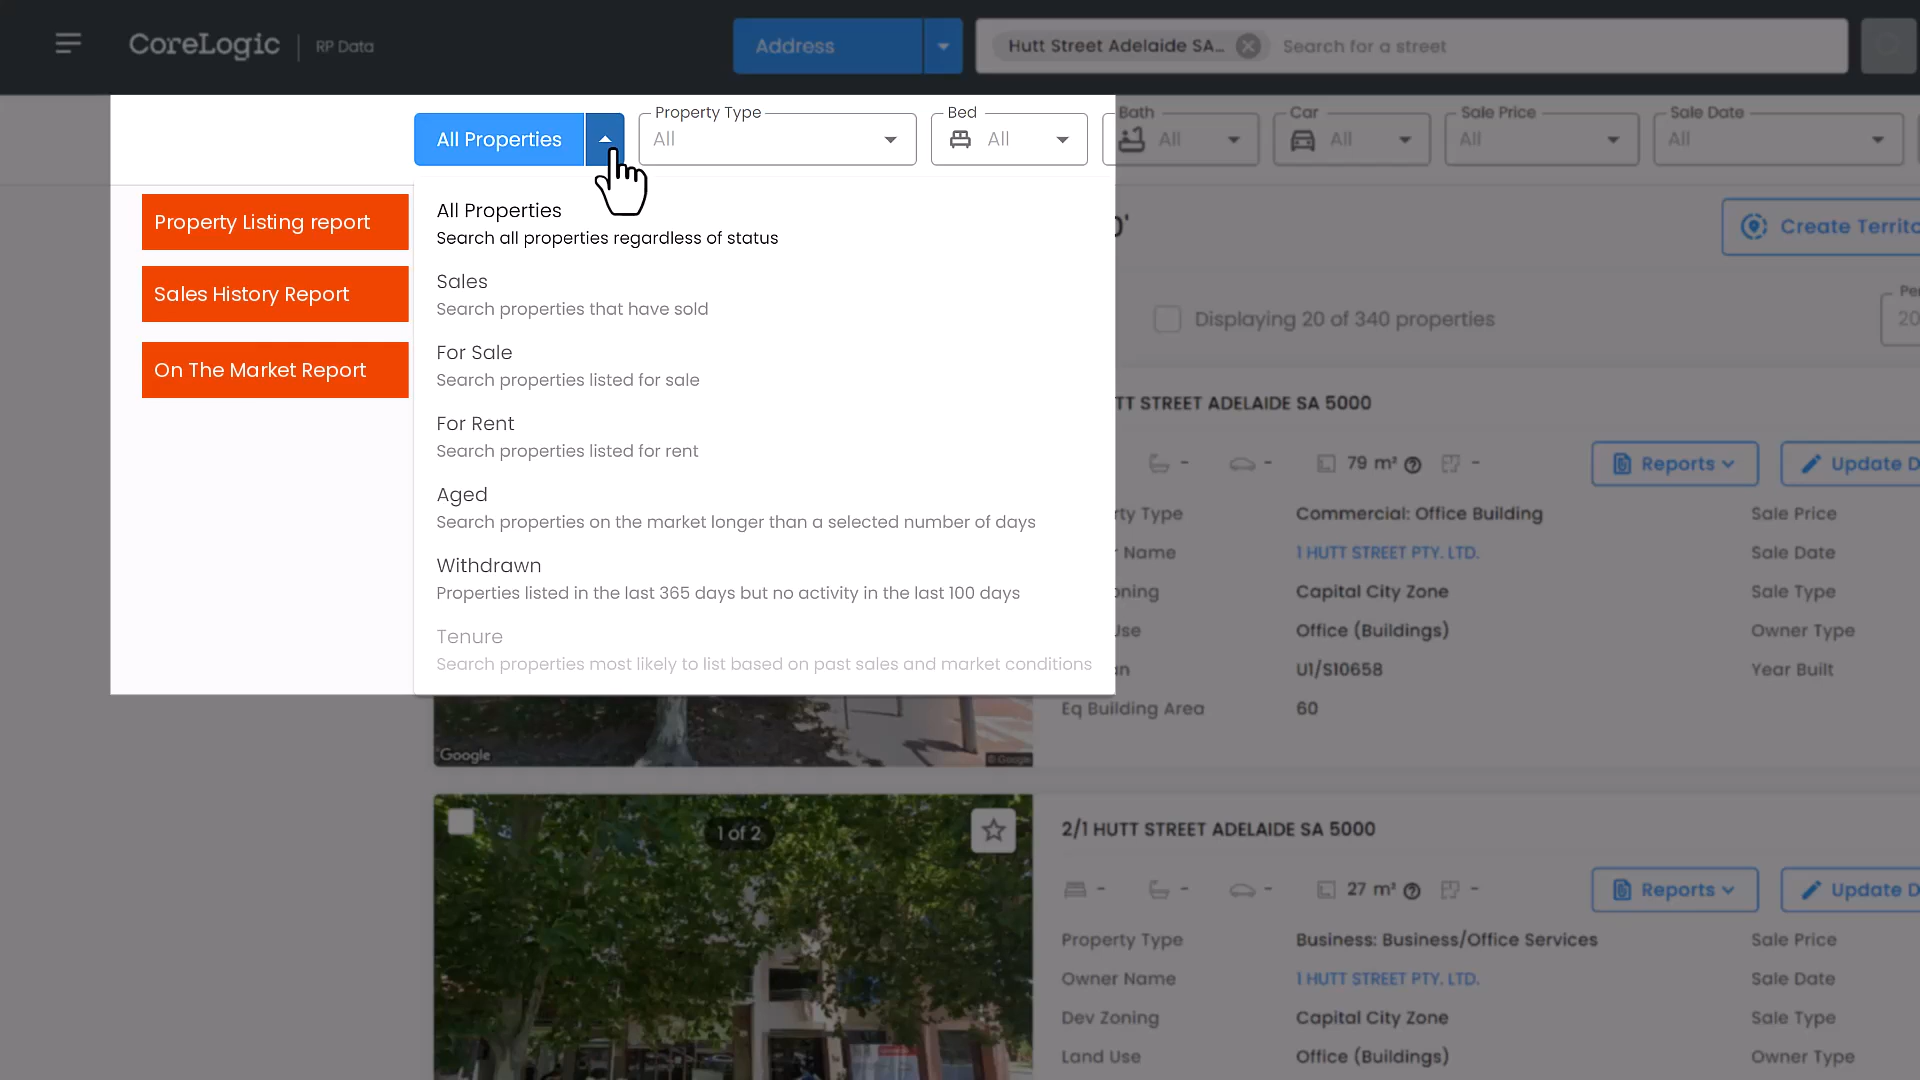 CoreLogic
RP Data
Address
Hutt Street Adelaide SA...
Search for a street
All Properties
Property Type
All
Bed
All
Bath
All
Car
All
Sale Price
All
Sale Date
All
Property Listing report
Sales History Report
On The Market Report
All Properties
Search all properties regardless of status
Sales
Search properties that have sold
For Sale
Search properties listed for sale
For Rent
Search properties listed for rent
Aged
Search properties on the market longer than a selected number of days
Withdrawn
Properties listed in the last 365 days but no activity in the last 100 days
Tenure
Search properties most likely to list based on past sales and market conditions
Create Territo
Displaying 20 of 340 properties
Pe
20
TT STREET ADELAIDE SA 5000
-
-
79 m²
-
Reports
Update D
rty Type
Commercial: Office Building
Sale Price
Name
1 HUTT STREET PTY. LTD.
Sale Date
oning
Capital City Zone
Sale Type
Use
Office (Buildings)
Owner Type
an
U1/S10658
Year Built
Eq Building Area
60
Google
© Google
1 of 2
2/1 HUTT STREET ADELAIDE SA 5000
-
-
-
27 m²
-
Reports
Update D
Property Type
Business: Business/Office Services
Sale Price
Owner Name
1 HUTT STREET PTY. LTD.
Sale Date
Dev Zoning
Capital City Zone
Sale Type
Land Use
Office (Buildings)
Owner Type